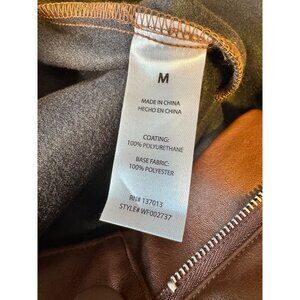 M
MADE IN CHINA
HECHO EN CHINA
COATING:
100% POLYURETHANE
BASE FABRIC:
100% POLYESTER
RN# 137013
STYLE# WF002737